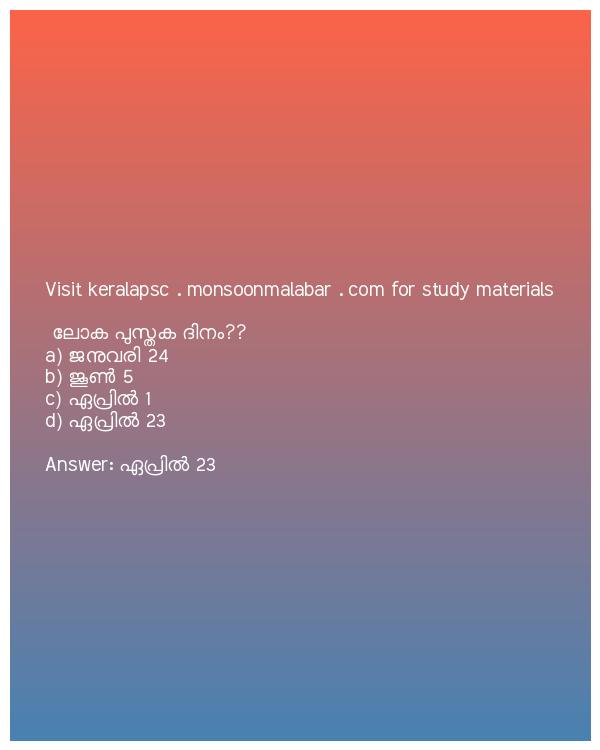 Visit keralapsc . monsoonmalabar . com for study materials
ലോക പുസ്തക ദിനം??
a) ജനുവരി 24
b) ജൂൺ 5
c) ഏപ്രിൽ 1
d) ഏപ്രിൽ 23
Answer: ഏപ്രിൽ 23